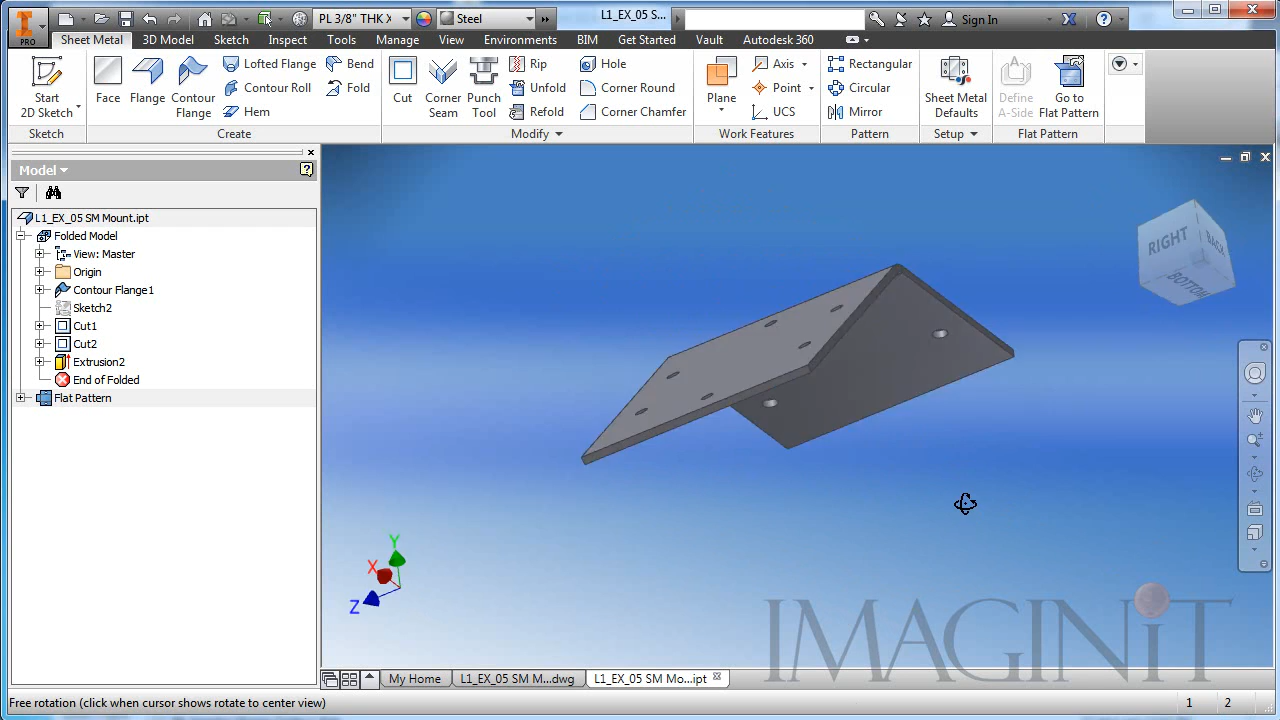 PL 3/8" THK X
Steel
L1_EX_05 S...
Sign In
PRO
Sheet Metal
3D Model
Sketch
Inspect
Tools
Manage
View
Environments
BIM
Get Started
Vault
Autodesk 360
Start
2D Sketch
Face
Flange
Contour
Flange
Lofted Flange
Contour Roll
Hem
Bend
Fold
Cut
Corner
Seam
Punch
Tool
Rip
Unfold
Refold
Hole
Corner Round
Corner Chamfer
Plane
Axis
Point
UCS
Rectangular
Circular
Mirror
Sheet Metal
Defaults
Define
A-Side
Go to
Flat Pattern
Sketch
Create
Modify
Work Features
Pattern
Setup
Flat Pattern
Model
L1_EX_05 SM Mount.ipt
Folded Model
View: Master
Origin
Contour Flange1
Sketch2
Cut1
Cut2
Extrusion2
End of Folded
Flat Pattern
RIGHT
BACK
BOTTOM
Y
X
Z
IMAGINiT
My Home
L1_EX_05 SM M...dwg
L1_EX_05 SM Mo...ipt
Free rotation (click when cursor shows rotate to center view)
1
2